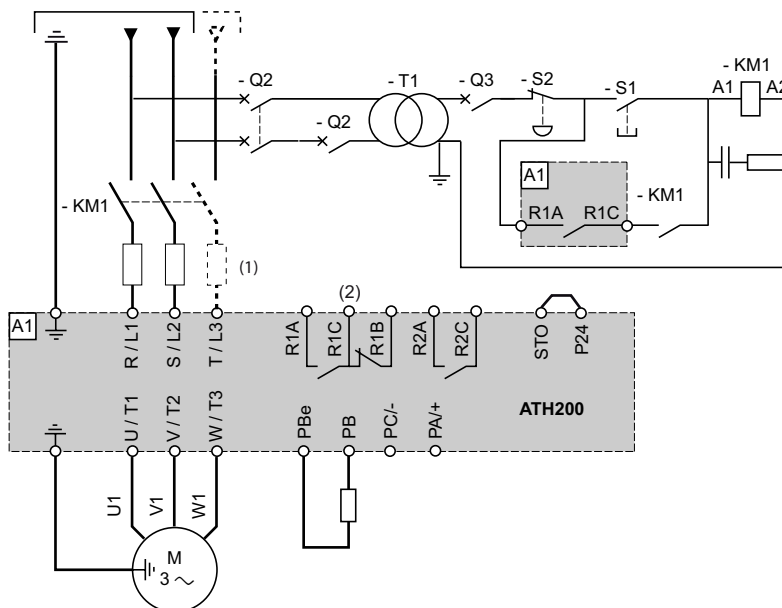 - Q2
- T1
- Q3
- S2
- S1
- KM1
A1
A2
- Q2
A1
R1A
R1C
- KM1
- KM1
(1)
(2)
A1
R / L1
S / L2
T / L3
R1A
R1C
R1B
R2A
R2C
STO
P24
U / T1
V / T2
W / T3
PBe
PB
PC/-
PA/+
ATH200
U1
V1
W1
M
3